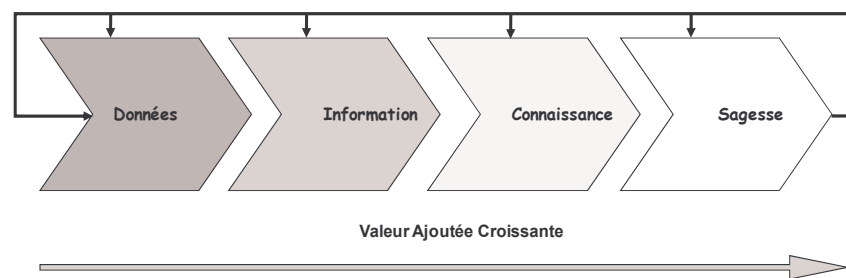 Données
Information
Connaissance
Sagesse
Valeur Ajoutée Croissante